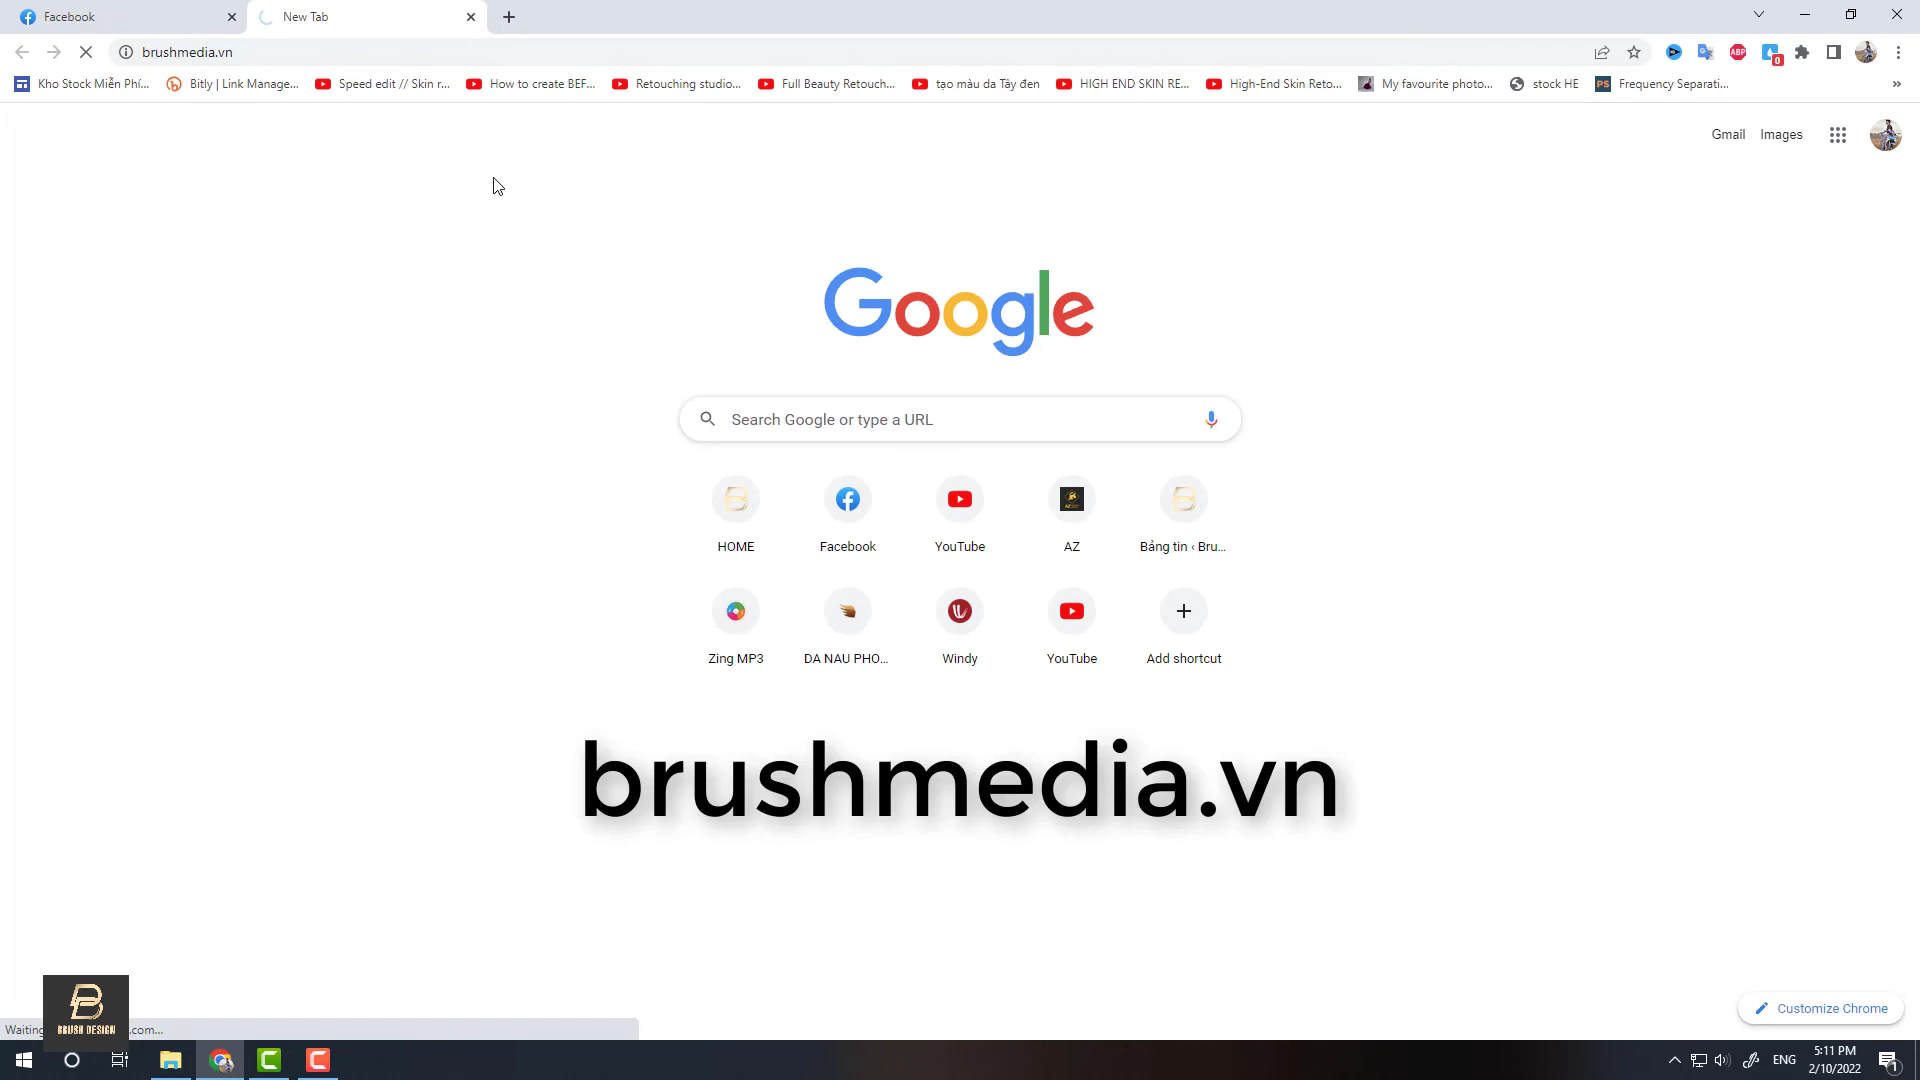 Facebook
New Tab
brushmedia.vn
Kho Stock Miễn Phí...
Bitly | Link Manage...
Speed edit // Skin r...
How to create BEF...
Retouching studio...
Full Beauty Retouch...
tạo màu da Tây đen
HIGH END SKIN RE...
High-End Skin Reto...
My favourite photo...
stock HE
PS
Frequency Separati...
ABP
0
Gmail
Images
Google
Search Google or type a URL
HOME
Facebook
YouTube
AZ
Bảng tin ‹ Bru...
Zing MP3
DA NAU PHO...
Windy
YouTube
Add shortcut
brushmedia.vn
BRUSH DESIGN
Waiting
.com...
Customize Chrome
ENG
5:11 PM
2/10/2022
1